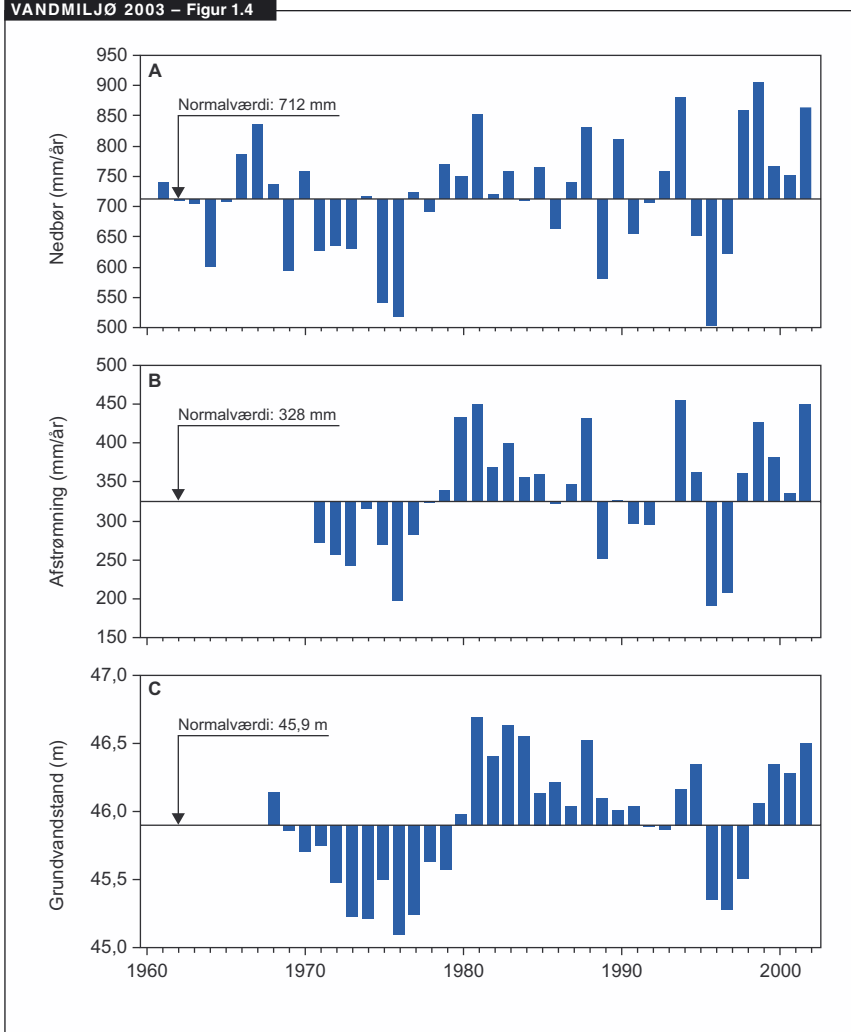 VANDMILJØ 2003 – Figur 1.4
A
Normalværdi: 712 mm
Nedbør (mm/år)
950
900
850
800
750
700
650
600
550
500
B
Normalværdi: 328 mm
Afstrømning (mm/år)
500
450
400
350
300
250
200
150
C
Normalværdi: 45,9 m
Grundvandstand (m)
47,0
46,5
46,0
45,5
45,0
1960
1970
1980
1990
2000